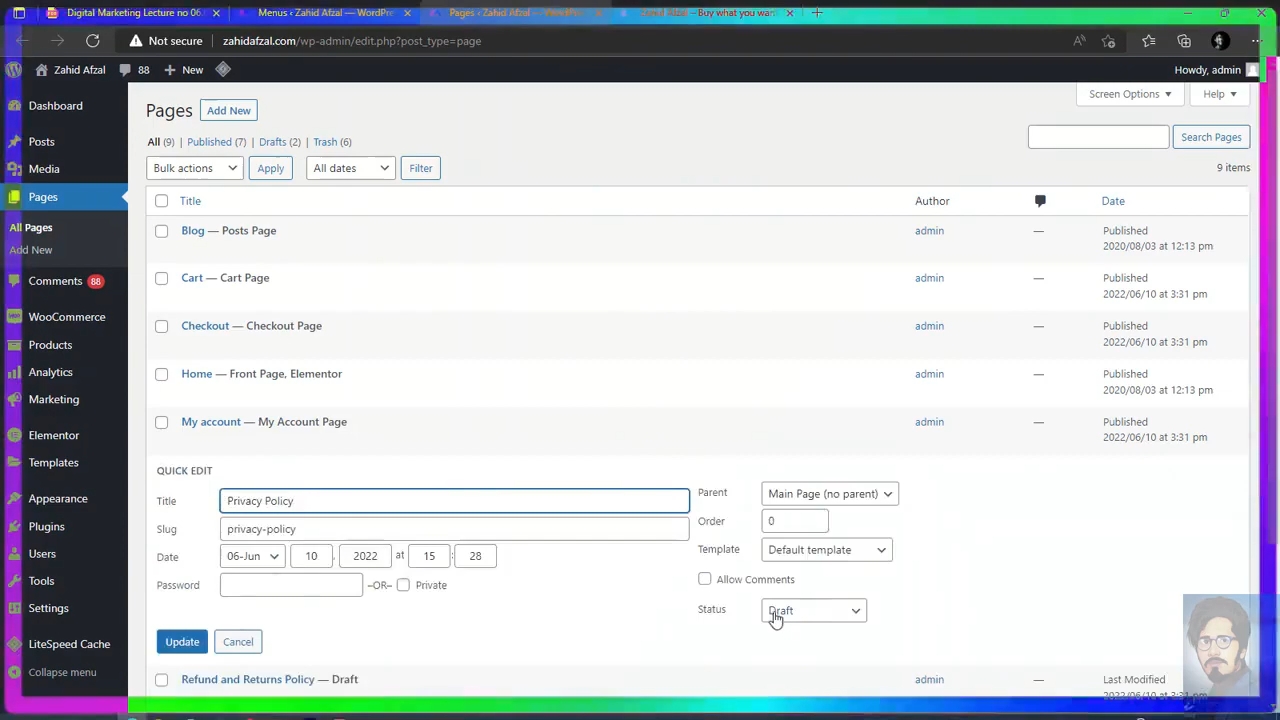 Digital Marketing Lecture no 06
Menus ‹ Zahid Afzal — WordPre
Pages ‹ Zahid Afzal — WordPre
Afzal – Buy what you want
Not secure
zahidafzal.com/wp-admin/edit.php?post_type=page
Zahid Afzal
88
New
Howdy, admin
Dashboard
Posts
Media
Pages
All Pages
Add New
Comments 88
WooCommerce
Products
Analytics
Marketing
Elementor
Templates
Appearance
Plugins
Users
Tools
Settings
LiteSpeed Cache
Collapse menu
Screen Options
Help
Pages
Add New
All (9) | Published (7) | Drafts (2) | Trash (6)
Search Pages
Bulk actions
Apply
All dates
Filter
9 items
Title
Author
Date
Blog — Posts Page
admin
—
Published
2020/08/03 at 12:13 pm
Cart — Cart Page
admin
—
Published
2022/06/10 at 3:31 pm
Checkout — Checkout Page
admin
—
Published
2022/06/10 at 3:31 pm
Home — Front Page, Elementor
admin
—
Published
2020/08/03 at 12:13 pm
My account — My Account Page
admin
—
Published
2022/06/10 at 3:31 pm
QUICK EDIT
Title
Privacy Policy
Slug
privacy-policy
Date
06-Jun 10 , 2022 at 15 : 28
Password
–OR– Private
Parent
Main Page (no parent)
Order
0
Template
Default template
Allow Comments
Status
Draft
Update
Cancel
Refund and Returns Policy — Draft
admin
—
Last Modified
2022/06/10 at 3:31 pm